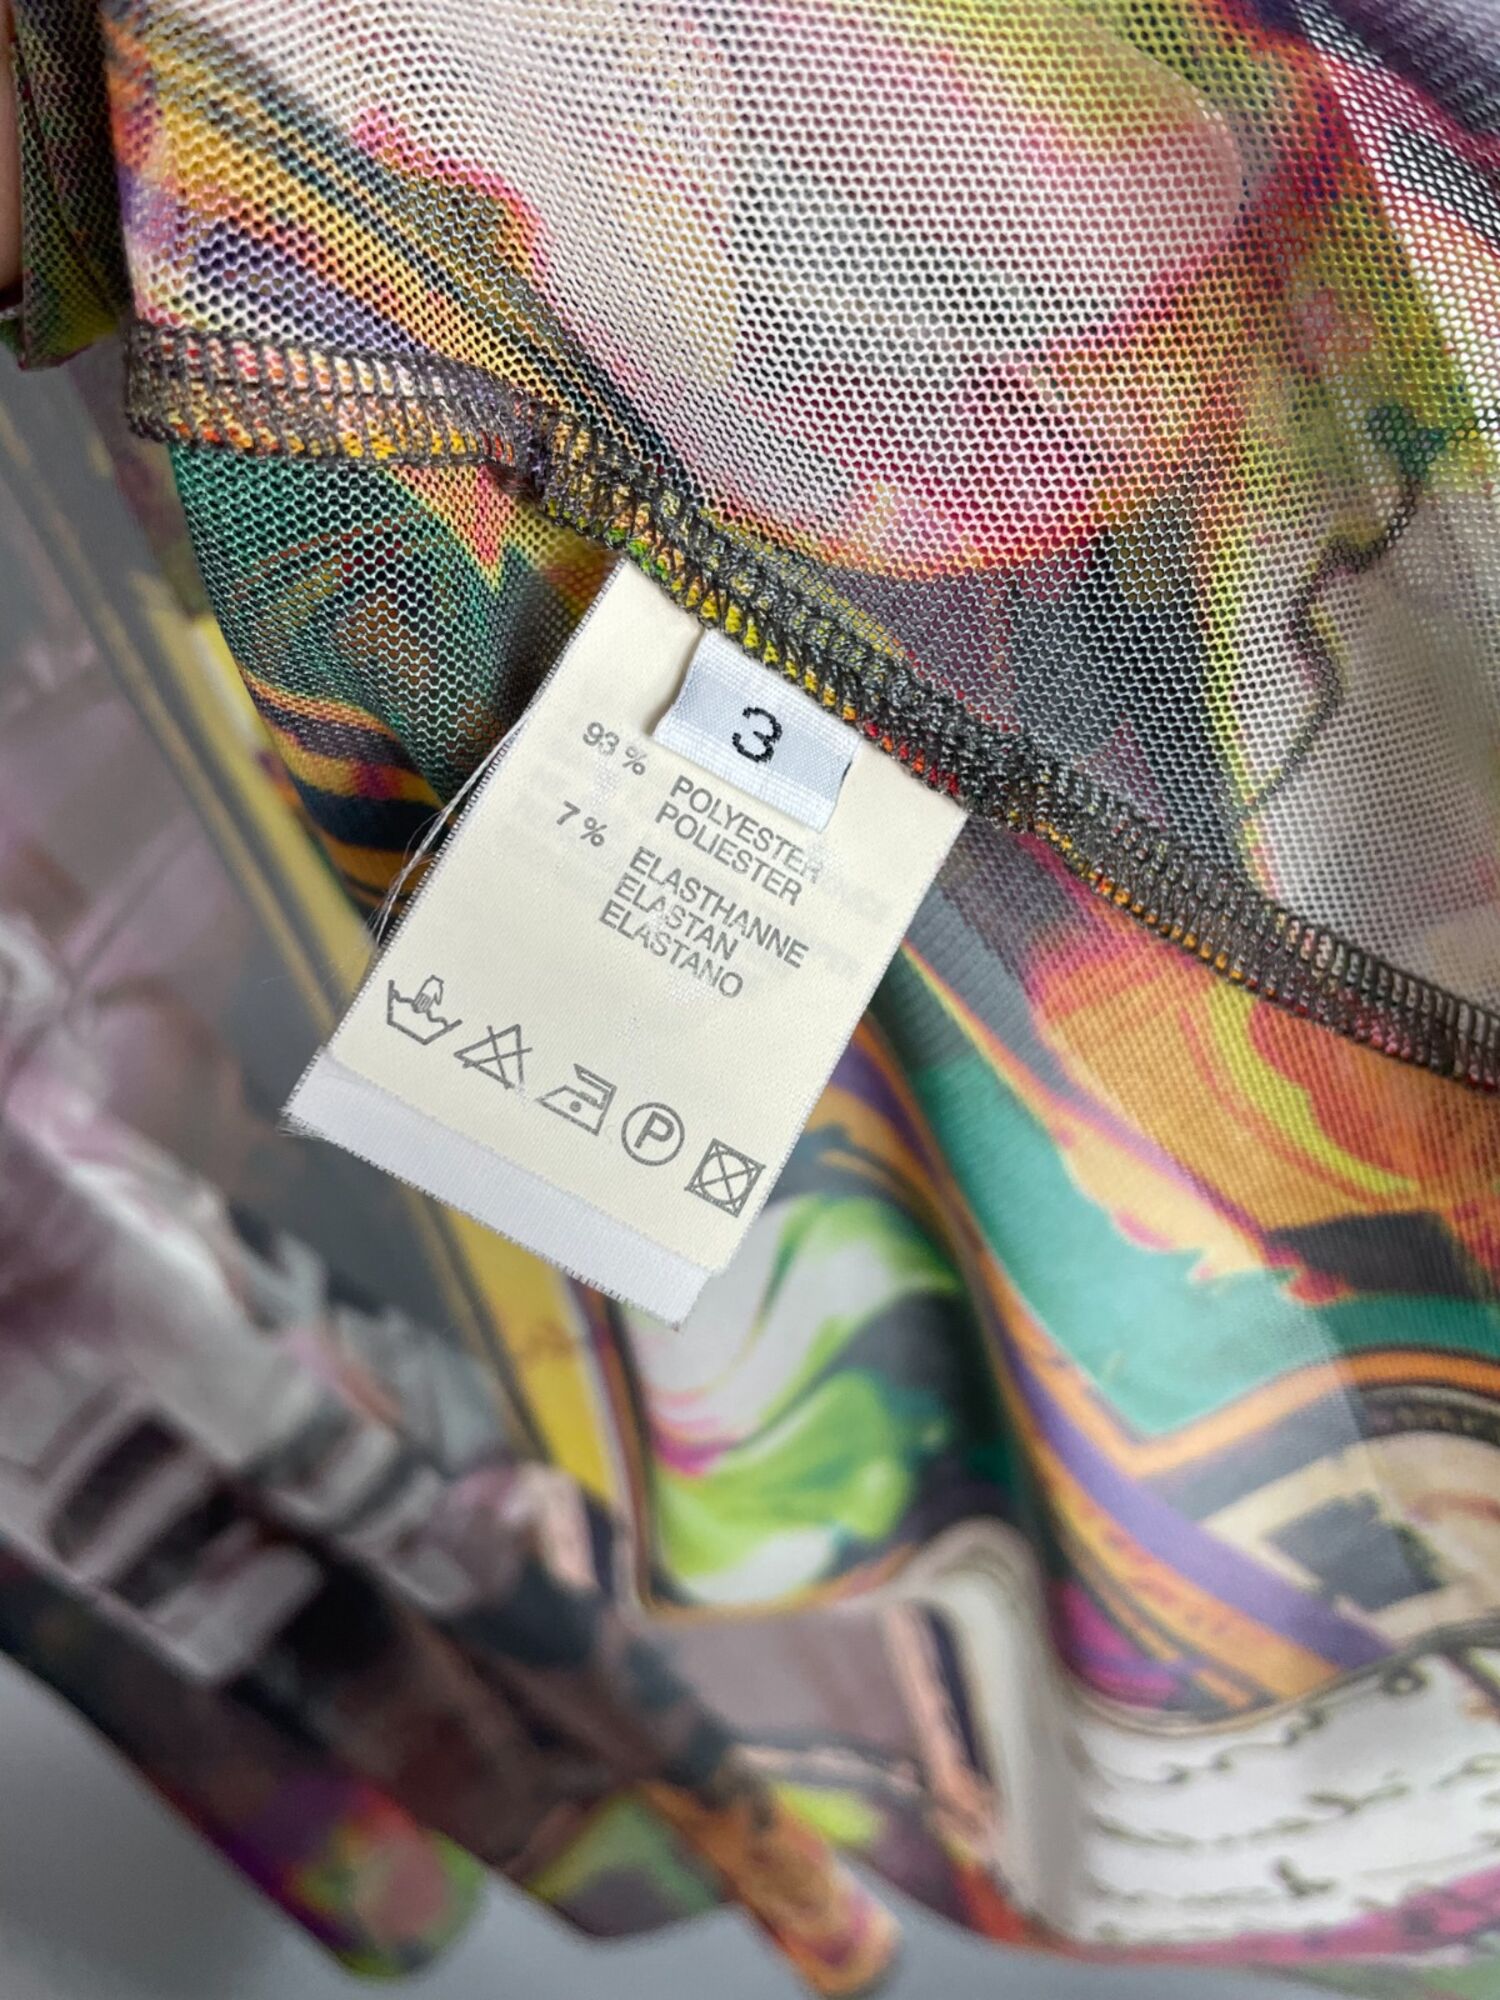 3
93 % POLYESTER
POLIESTER
7 % ELASTHANNE
ELASTAN
ELASTANO
P